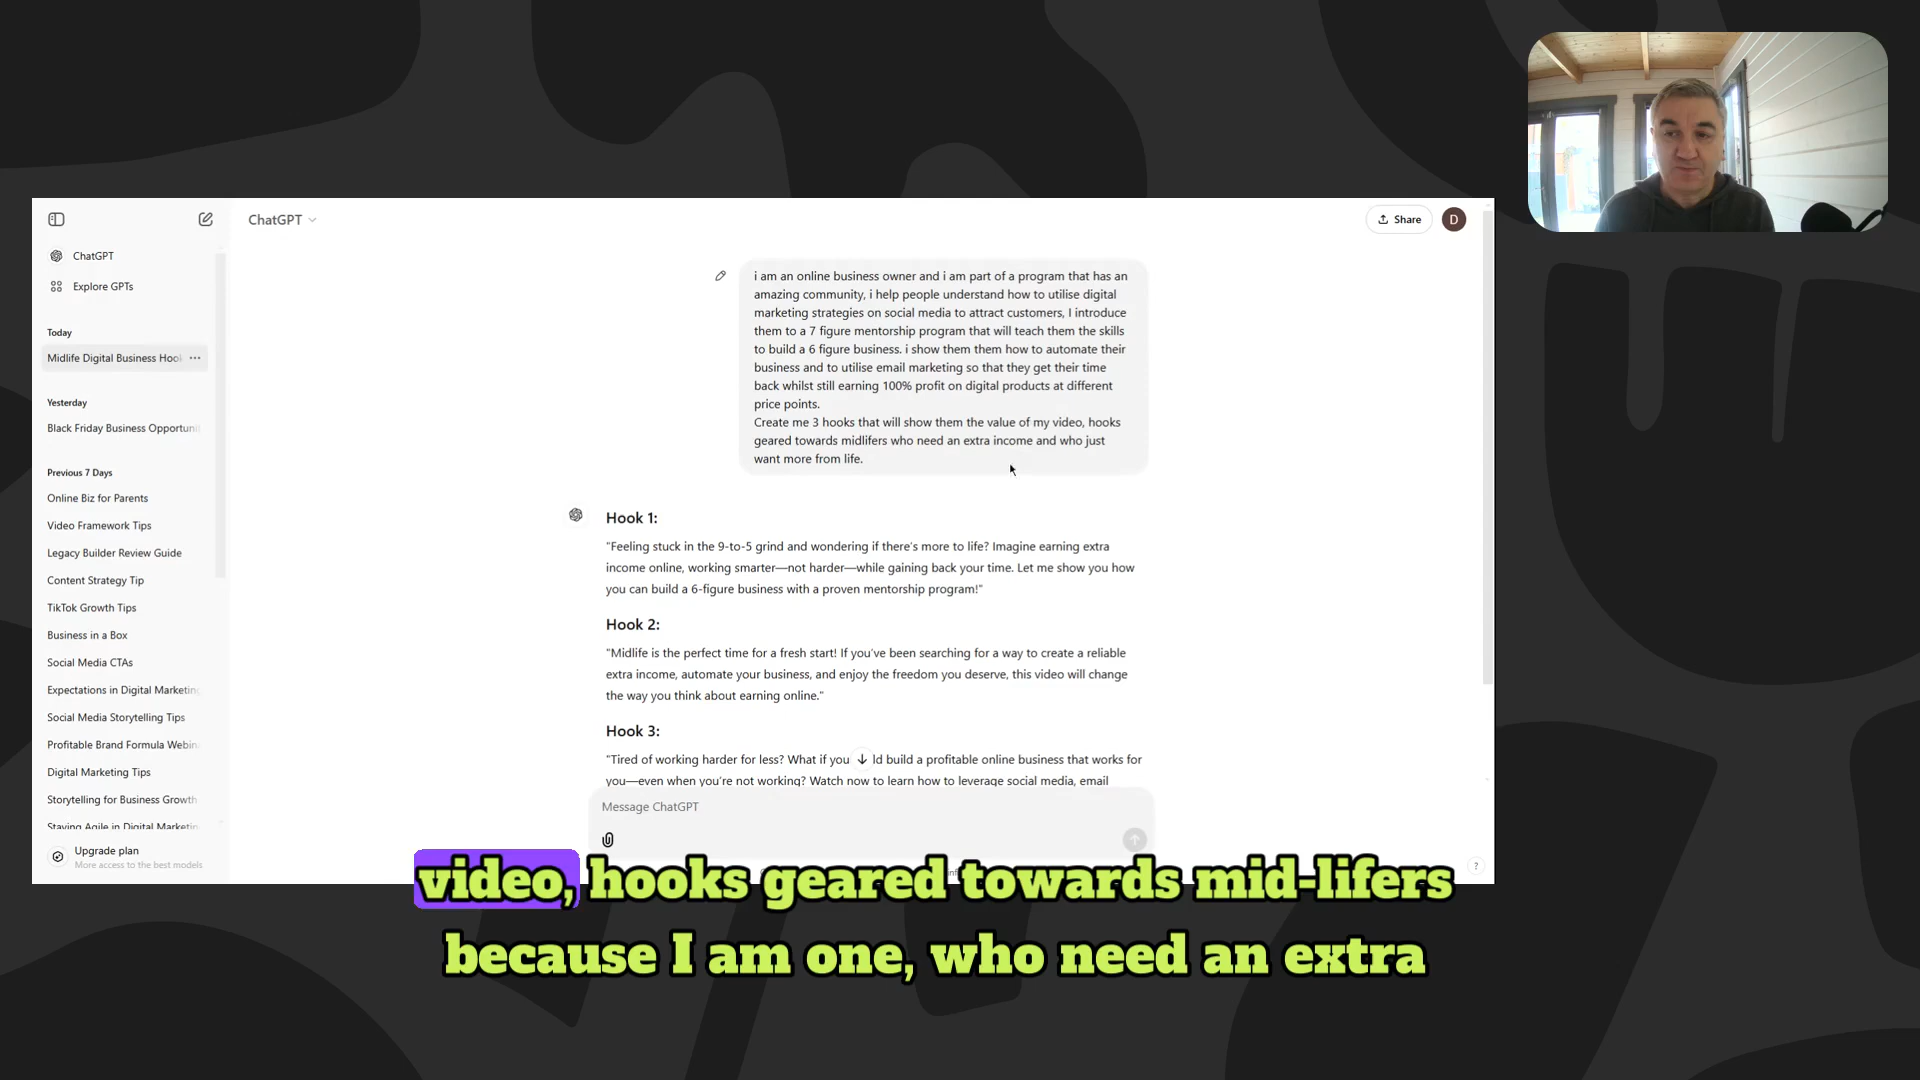 ChatGPT
Share
D
ChatGPT
Explore GPTs
Today
Midlife Digital Business Hool
Yesterday
Black Friday Business Opportuni
Previous 7 Days
Online Biz for Parents
Video Framework Tips
Legacy Builder Review Guide
Content Strategy Tip
TikTok Growth Tips
Business in a Box
Social Media CTAs
Expectations in Digital Marketing
Social Media Storytelling Tips
Profitable Brand Formula Webin
Digital Marketing Tips
Storytelling for Business Growth
Staying Agile in Digital Marketin
Upgrade plan
More access to the best models
i am an online business owner and i am part of a program that has an
amazing community, i help people understand how to utilise digital
marketing strategies on social media to attract customers, I introduce
them to a 7 figure mentorship program that will teach them the skills
to build a 6 figure business. i show them them how to automate their
business and to utilise email marketing so that they get their time
back whilst still earning 100% profit on digital products at different
price points.
Create me 3 hooks that will show them the value of my video, hooks
geared towards midlifers who need an extra income and who just
want more from life.
Hook 1:
"Feeling stuck in the 9-to-5 grind and wondering if there's more to life? Imagine earning extra
income online, working smarter—not harder—while gaining back your time. Let me show you how
you can build a 6-figure business with a proven mentorship program!"
Hook 2:
"Midlife is the perfect time for a fresh start! If you've been searching for a way to create a reliable
extra income, automate your business, and enjoy the freedom you deserve, this video will change
the way you think about earning online."
Hook 3:
"Tired of working harder for less? What if you ld build a profitable online business that works for
you—even when you're not working? Watch now to learn how to leverage social media, email
Message ChatGPT
?
video, hooks geared towards mid-lifers
because I am one, who need an extra